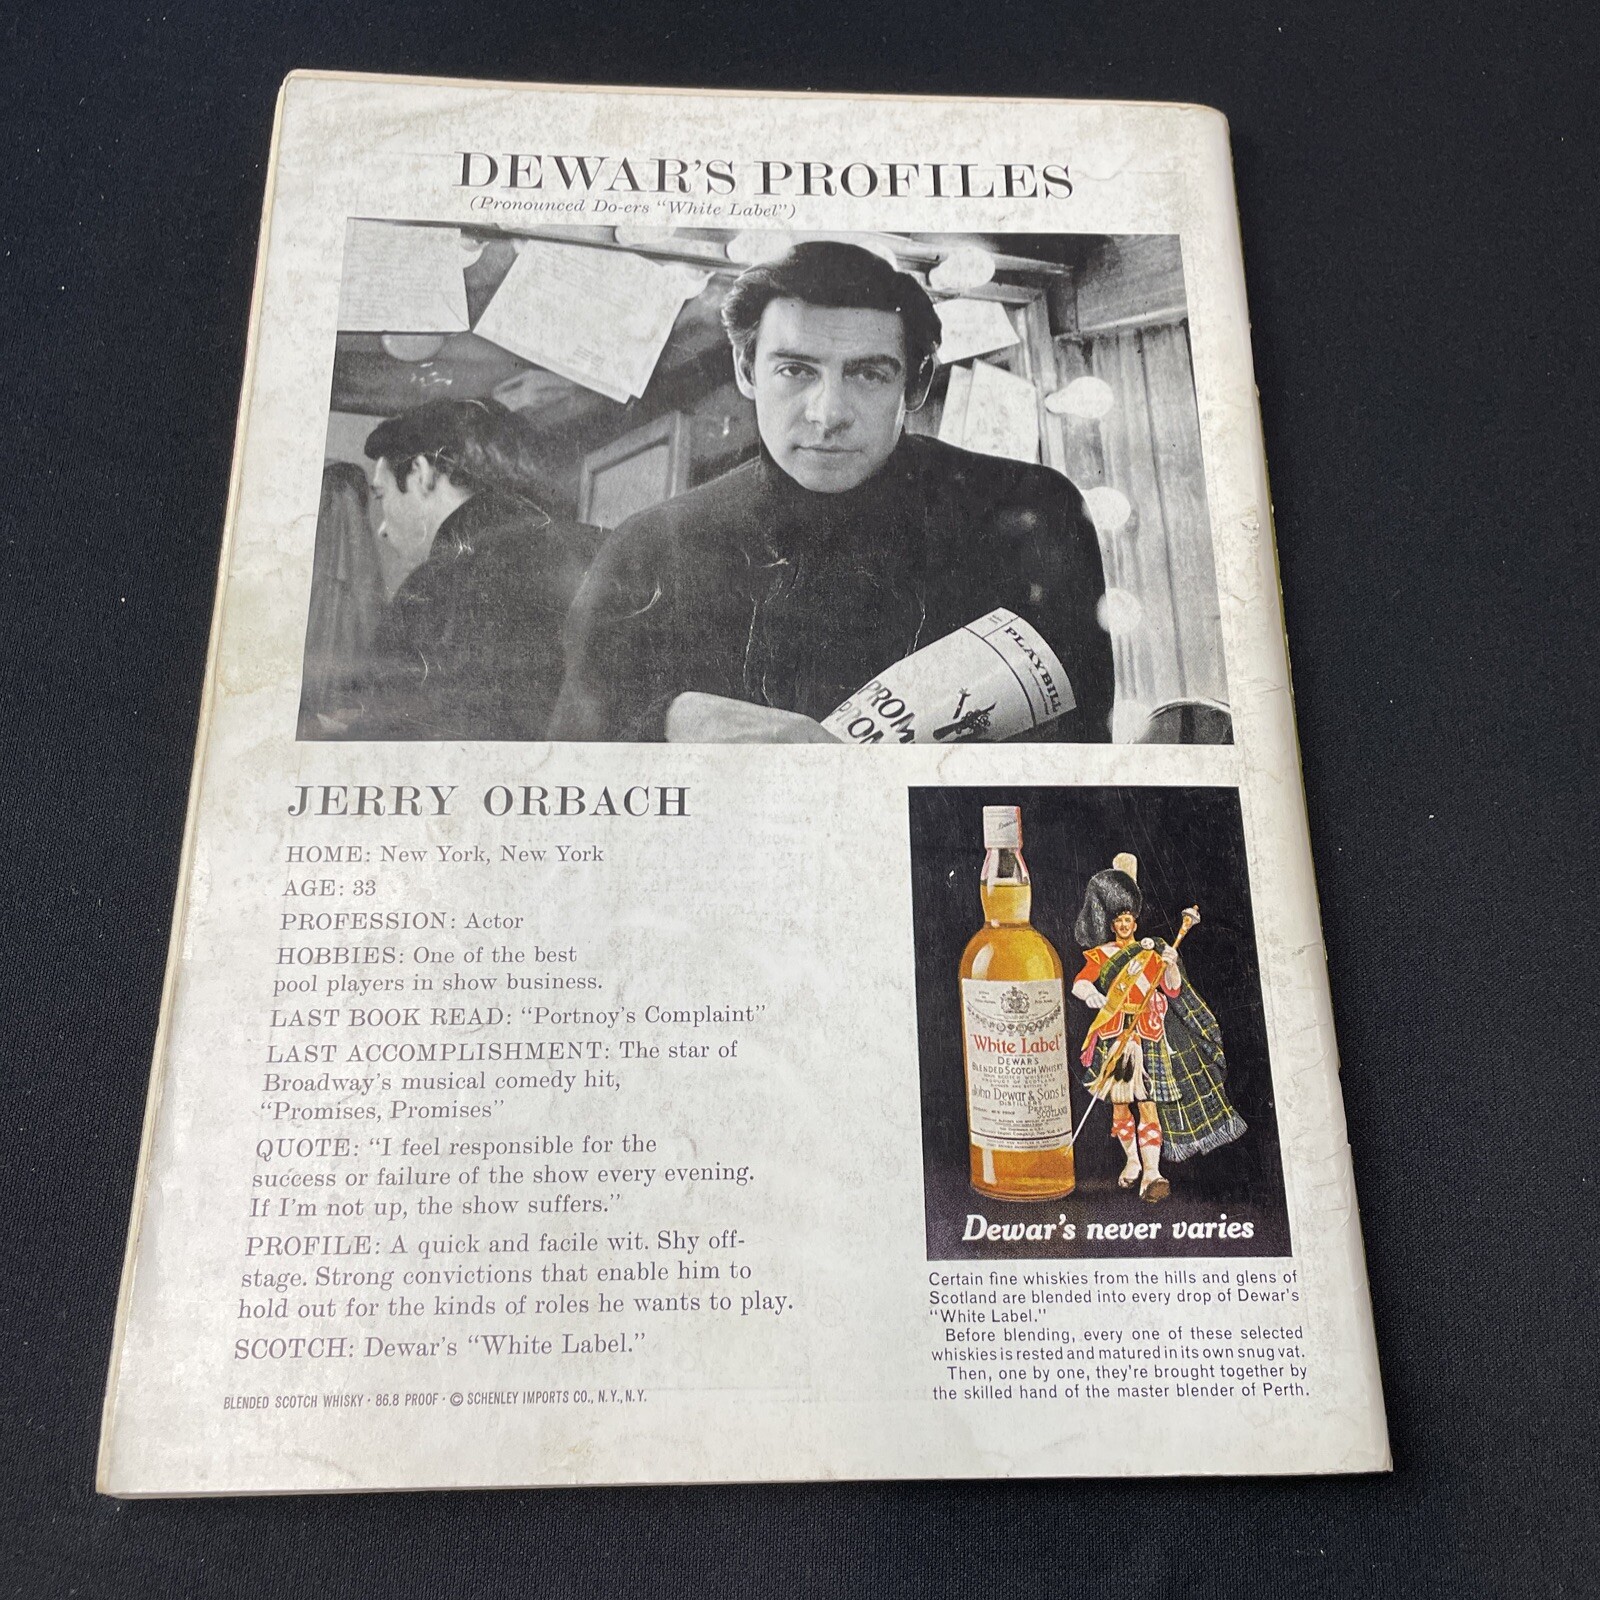 DEWAR'S PROFILES
(Pronounced Do-ers “White Label”)
PLAYBILL
JERRY ORBACH
HOME: New York, New York
AGE: 33
PROFESSION: Actor
HOBBIES: One of the best
pool players in show business.
LAST BOOK READ: “Portnoy's Complaint”
LAST ACCOMPLISHMENT: The star of
Broadway's musical comedy hit,
“Promises, Promises”
QUOTE: “I feel responsible for the
success or failure of the show every evening.
If I'm not up, the show suffers.”
PROFILE: A quick and facile wit. Shy off-
stage. Strong convictions that enable him to
hold out for the kinds of roles he wants to play.
SCOTCH: Dewar's “White Label.”
BLENDED SCOTCH WHISKY · 86.8 PROOF · © SCHENLEY IMPORTS CO., N.Y., N.Y.
"White Label"
DEWAR'S
BLENDED SCOTCH WHISKY
John Dewar & Sons Ld
DISTILLERS
PERTH
SCOTLAND
Dewar's never varies
Certain fine whiskies from the hills and glens of
Scotland are blended into every drop of Dewar's
"White Label."
Before blending, every one of these selected
whiskies is rested and matured in its own snug vat.
Then, one by one, they're brought together by
the skilled hand of the master blender of Perth.